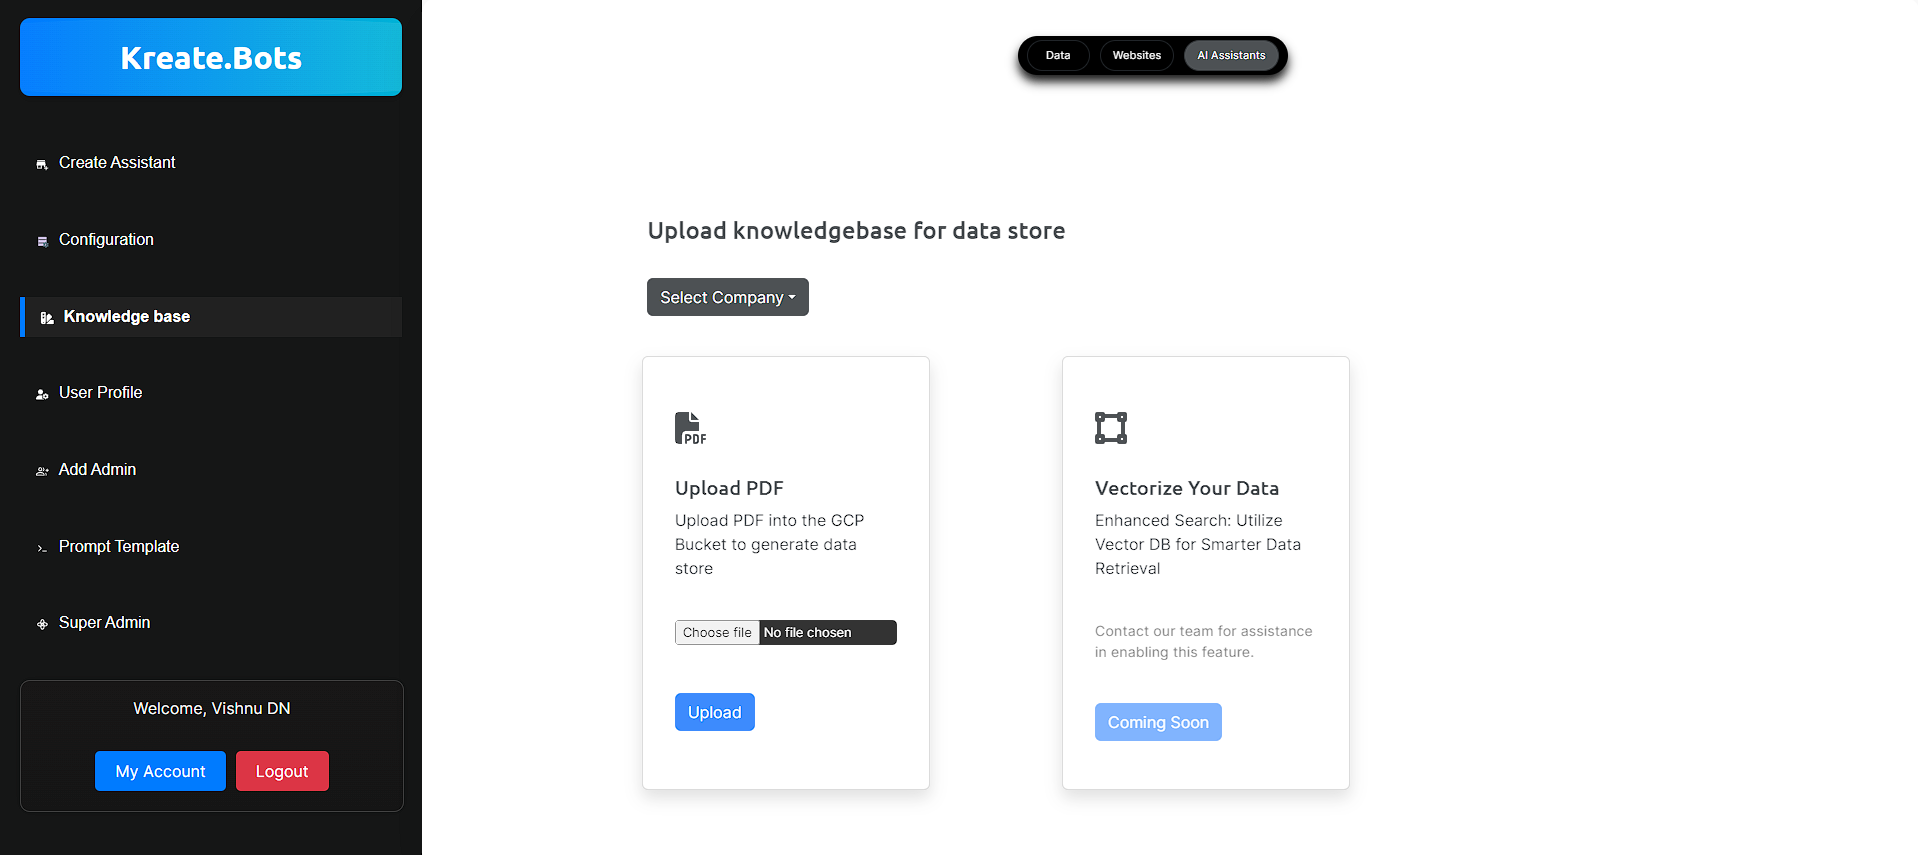 Kreate.Bots
Create Assistant
Configuration
Knowledge base
User Profile
Add Admin
Prompt Template
Super Admin
Welcome, Vishnu DN
My Account
Logout
Data
Websites
AI Assistants
Upload knowledgebase for data store
Select Company
PDF
Upload PDF
Upload PDF into the GCP
Bucket to generate data
store
Choose file No file chosen
Upload
Vectorize Your Data
Enhanced Search: Utilize
Vector DB for Smarter Data
Retrieval
Contact our team for assistance
in enabling this feature.
Coming Soon